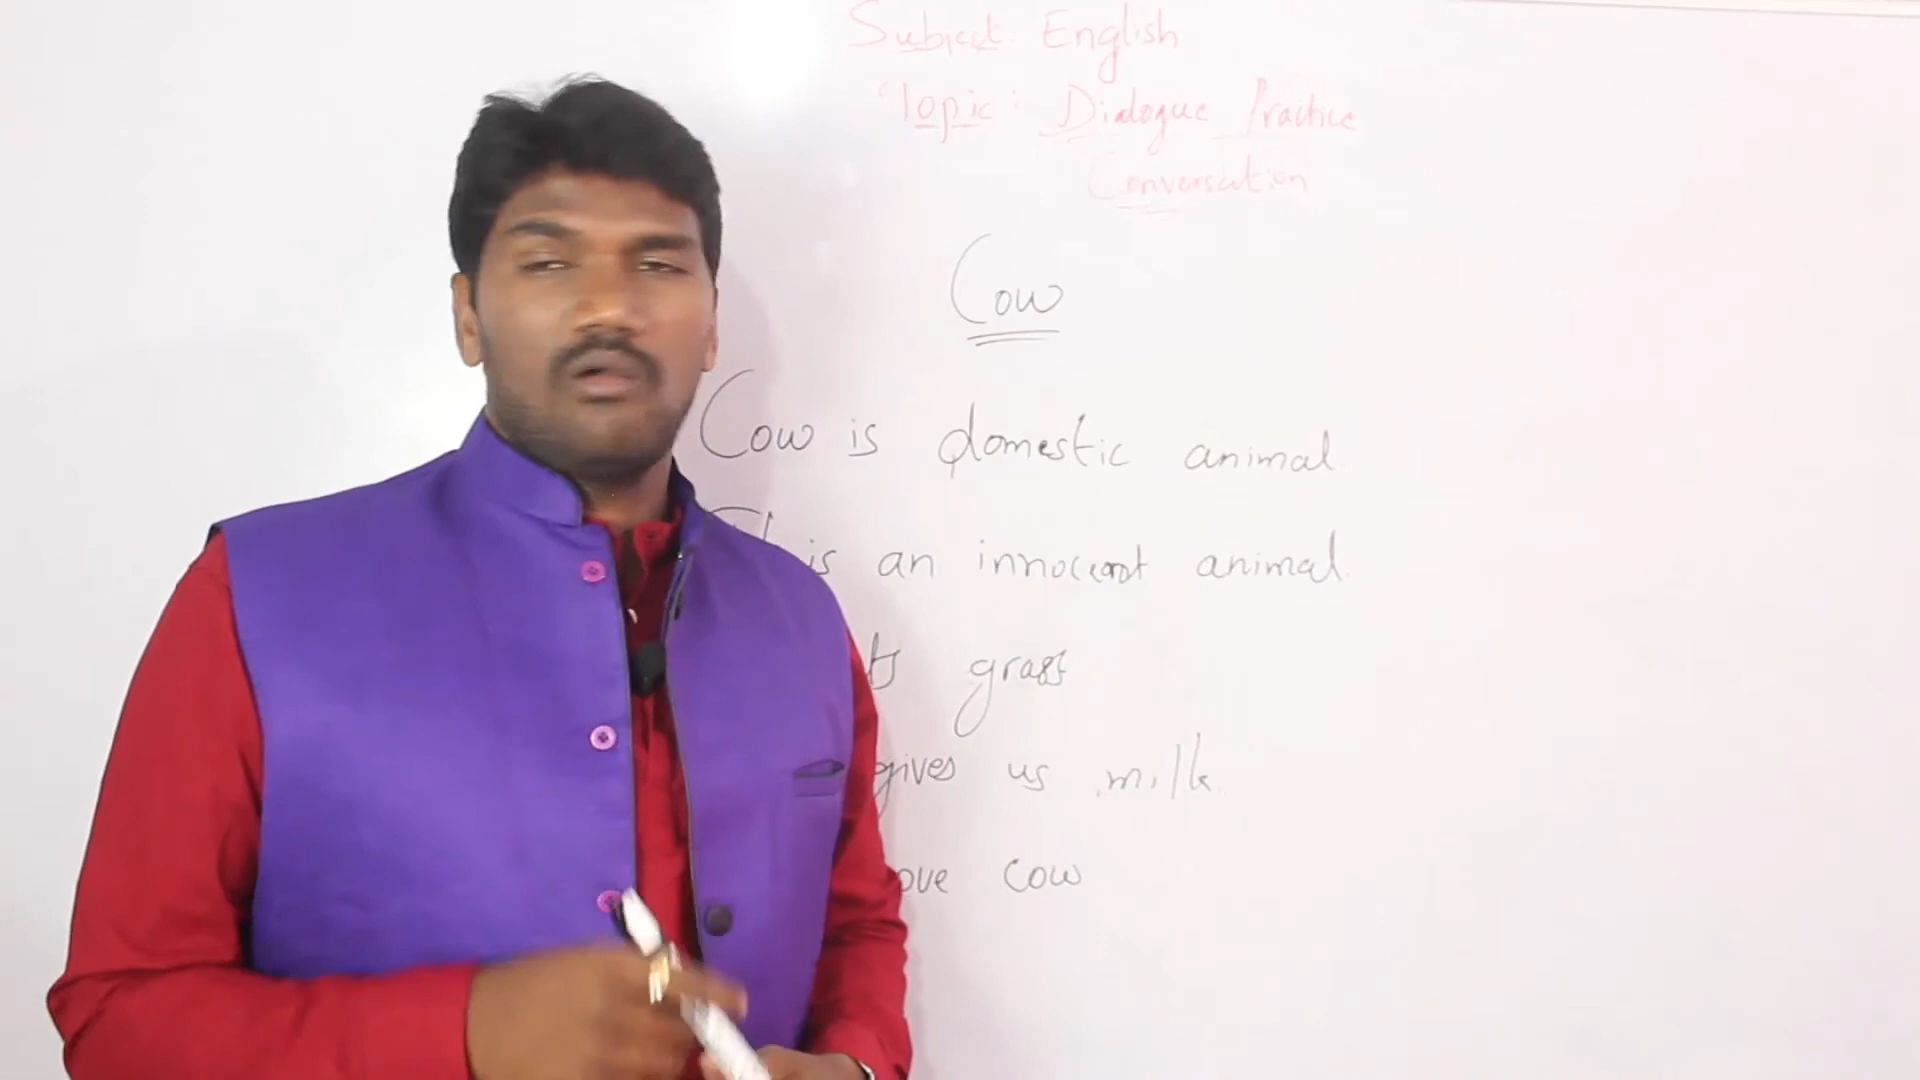 Subject: English
Topic: Dialogue Practice
Conversation
Cow
Cow is domestic animal.
is an innocent animal.
grass
gives us milk.
cow